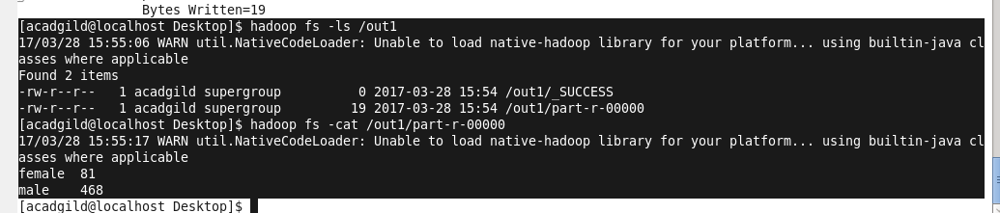 Bytes Written=19
[acadgild@localhost Desktop]$ hadoop fs -ls /out1
17/03/28 15:55:06 WARN util.NativeCodeLoader: Unable to load native-hadoop library for your platform... using builtin-java cl
asses where applicable
Found 2 items
-rw-r--r--   1 acadgild supergroup          0 2017-03-28 15:54 /out1/_SUCCESS
-rw-r--r--   1 acadgild supergroup         19 2017-03-28 15:54 /out1/part-r-00000
[acadgild@localhost Desktop]$ hadoop fs -cat /out1/part-r-00000
17/03/28 15:55:17 WARN util.NativeCodeLoader: Unable to load native-hadoop library for your platform... using builtin-java cl
asses where applicable
female  81
male    468
[acadgild@localhost Desktop]$